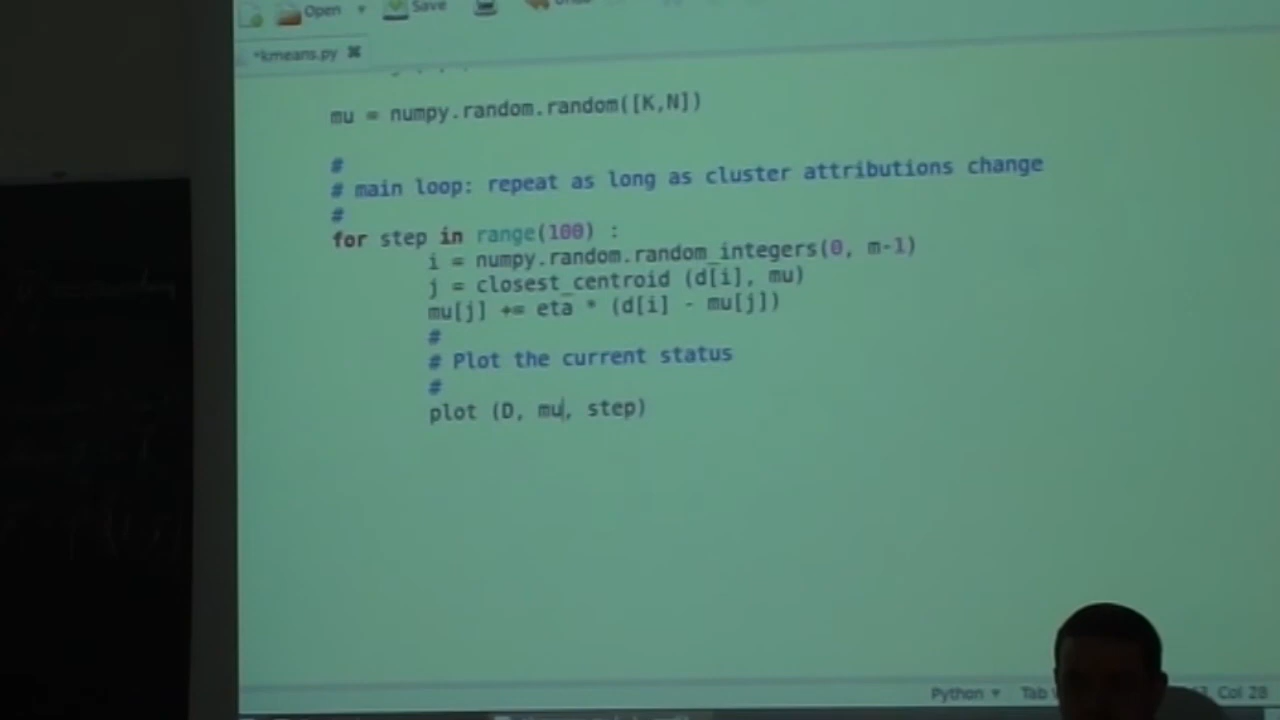 Open Save
*kmeans.py
mu = numpy.random.random([K,N])
#
# main loop: repeat as long as cluster attributions change
#
for step in range(100) :
i = numpy.random.random_integers(0, m-1)
j = closest_centroid (d[i], mu)
mu[j] += eta * (d[i] - mu[j])
#
# Plot the current status
#
plot (D, mu, step)
Python Tab Col 28